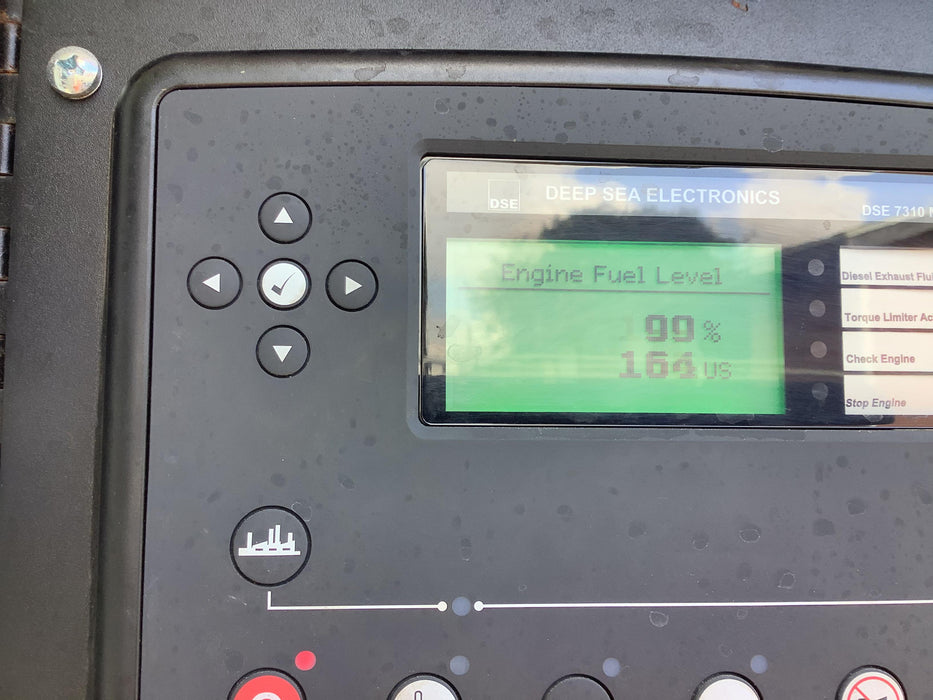 DSE
DEEP SEA ELECTRONICS
DSE 7310 M
Engine Fuel Level
99 %
164 US
Diesel Exhaust Flui
Torque Limiter Ac
Check Engine
Stop Engine